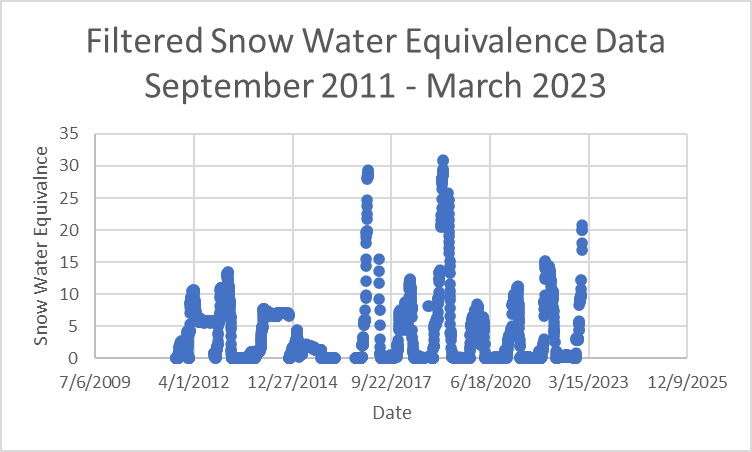 Filtered Snow Water Equivalence Data
September 2011 - March 2023
Snow Water Equivalnce
35
30
25
20
15
10
5
0
7/6/2009 4/1/2012 12/27/2014 9/22/2017 6/18/2020 3/15/2023 12/9/2025
Date